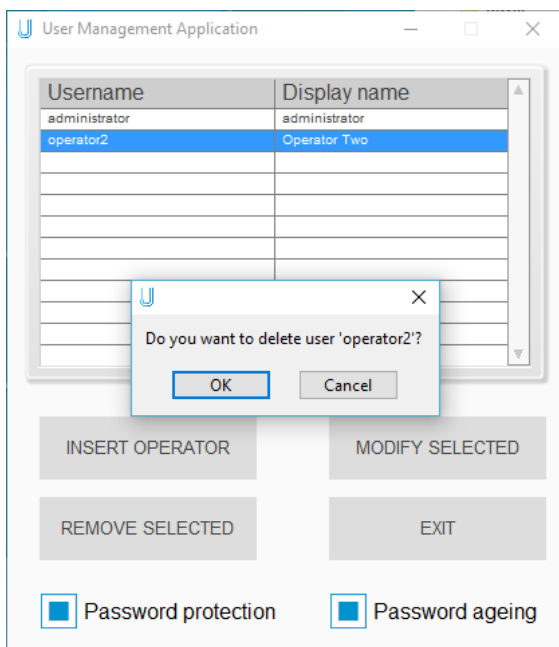 User Management Application
Username Display name
administrator administrator
operator2 Operator Two
Do you want to delete user 'operator2'?
OK Cancel
INSERT OPERATOR MODIFY SELECTED
REMOVE SELECTED EXIT
Password protection Password ageing